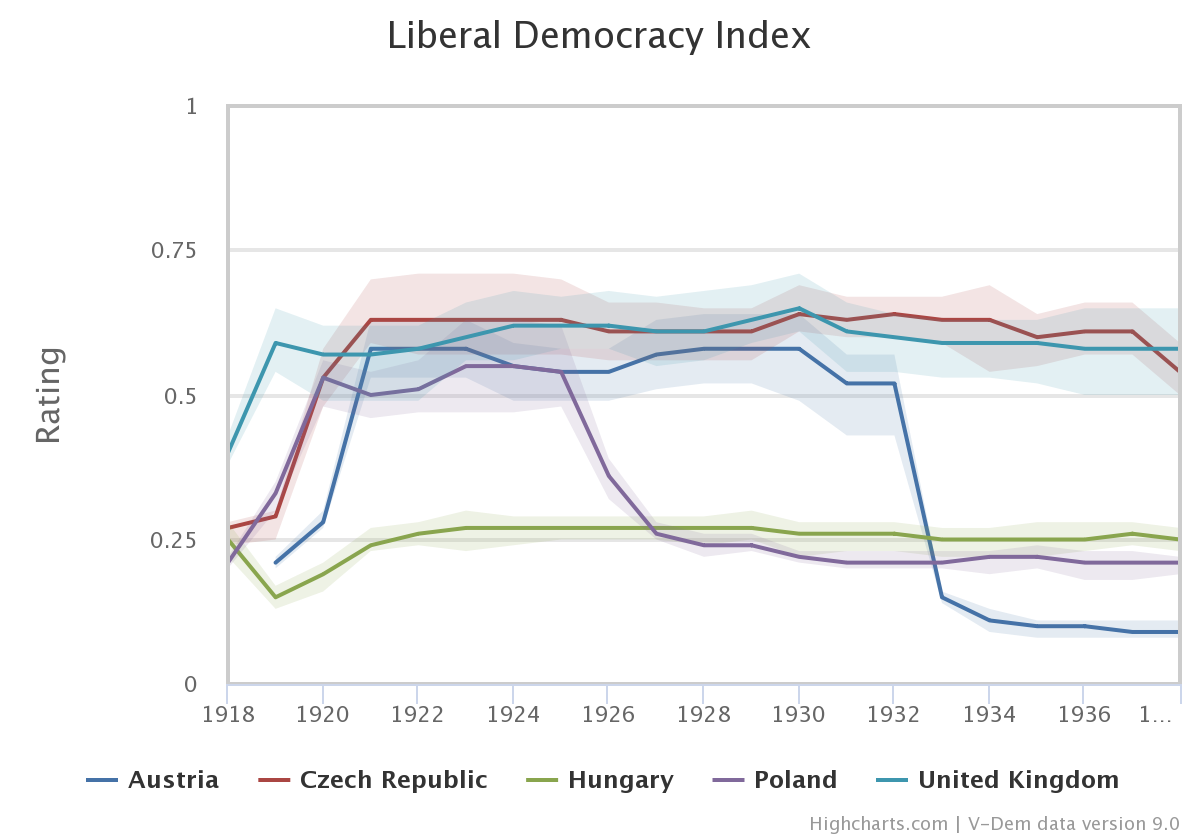 Liberal Democracy Index
1
0.75
0.5
0.25
0
Rating
1918 1920 1922 1924 1926 1928 1930 1932 1934 1936 1...
Austria Czech Republic Hungary Poland United Kingdom
Highcharts.com | V-Dem data version 9.0